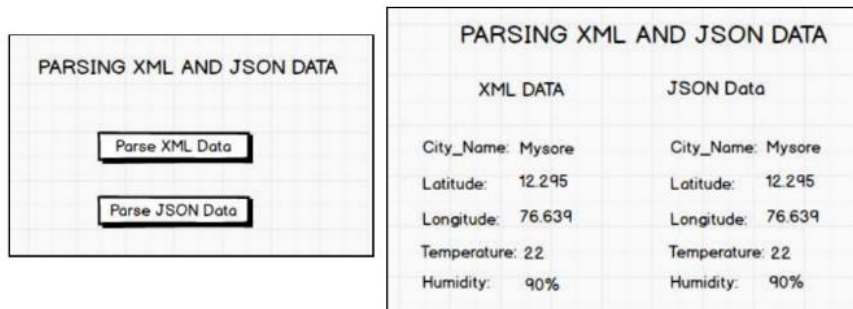 PARSING XML AND JSON DATA
Parse XML Data
Parse JSON Data
PARSING XML AND JSON DATA
XML DATA
City_Name: Mysore
Latitude: 12.295
Longitude: 76.639
Temperature: 22
Humidity: 90%
JSON Data
City_Name: Mysore
Latitude: 12.295
Longitude: 76.639
Temperature: 22
Humidity: 90%